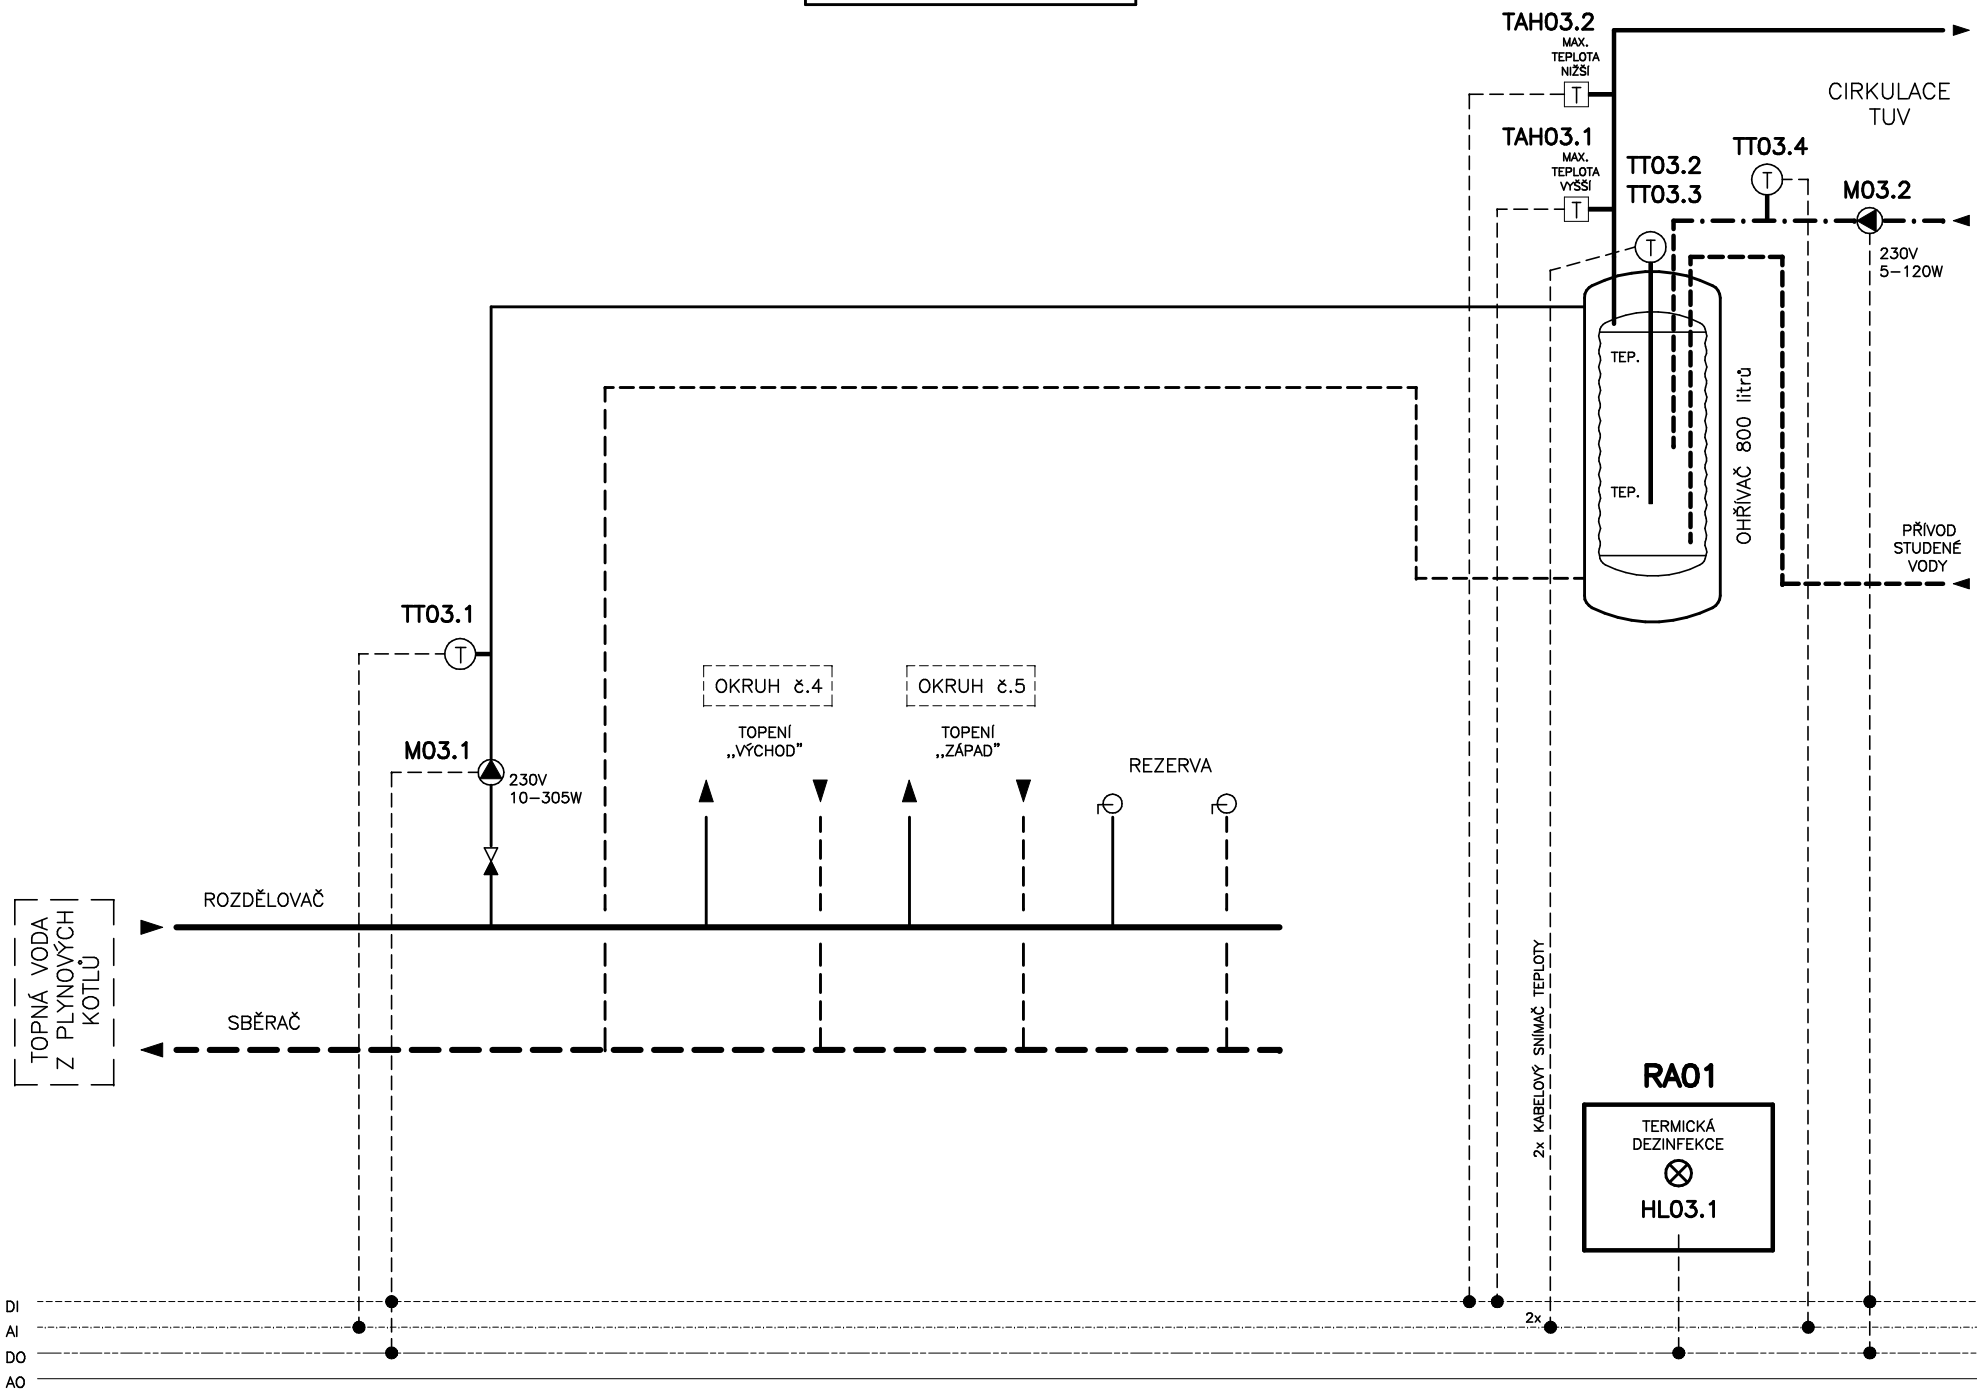 TAH03.2
MAX.
TEPLOTA
NIŽŠÍ
T
CIRKULACE
TUV
TAH03.1
MAX.
TEPLOTA
VYŠŠÍ
T
TT03.2
TT03.3
T
TT03.4
T
M03.2
230V
5-120W
TEP.
TEP.
OHŘÍVAČ 800 litrů
PŘÍVOD
STUDENÉ
VODY
TT03.1
T
M03.1
230V
10-305W
OKRUH č.4
TOPENÍ
„VÝCHOD"
OKRUH č.5
TOPENÍ
„ZÁPAD"
REZERVA
ROZDĚLOVAČ
SBĚRAČ
TOPNÁ VODA
Z PLYNOVÝCH
KOTLŮ
2x KABELOVÝ SNÍMAČ TEPLOTY
RA01
TERMICKÁ
DEZINFEKCE
HL03.1
DI
AI
2x
DO
AO